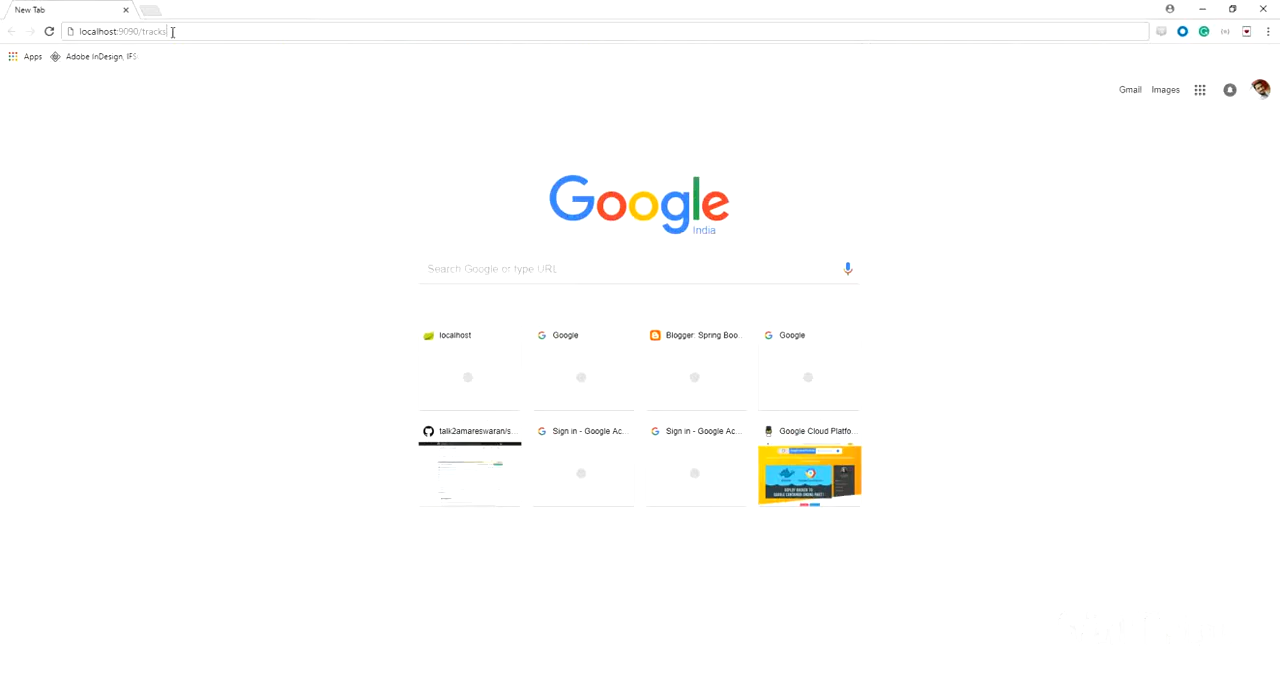 New Tab
localhost:9090/tracks
Apps Adobe InDesign, IFS
Gmail Images
Google
India
Search Google or type URL
localhost Google Blogger: Spring Boo... Google
talk2amareswaran/s... Sign in - Google Ac... Sign in - Google Ac... Google Cloud Platfo...